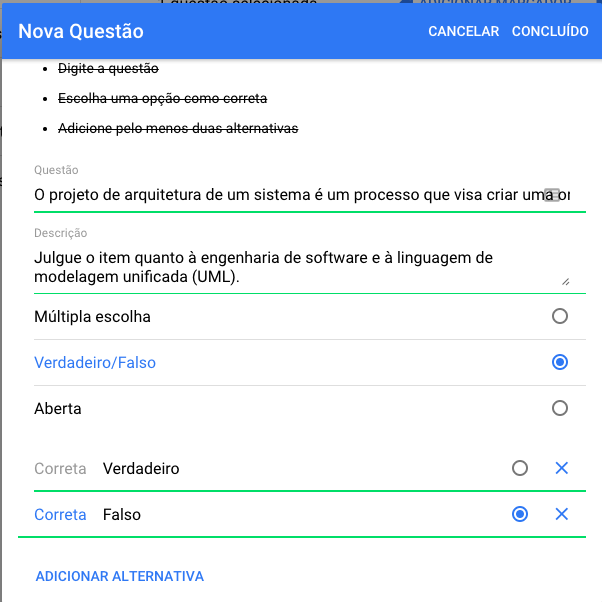 Nova Questão
CANCELAR
CONCLUÍDO
Digite a questão
Escolha uma opção como correta
Adicione pelo menos duas alternativas
Questão
O projeto de arquitetura de um sistema é um processo que visa criar uma
Descrição
Julgue o item quanto à engenharia de software e à linguagem de
modelagem unificada (UML).
Múltipla escolha
Verdadeiro/Falso
Aberta
Correta Verdadeiro
Correta Falso
ADICIONAR ALTERNATIVA